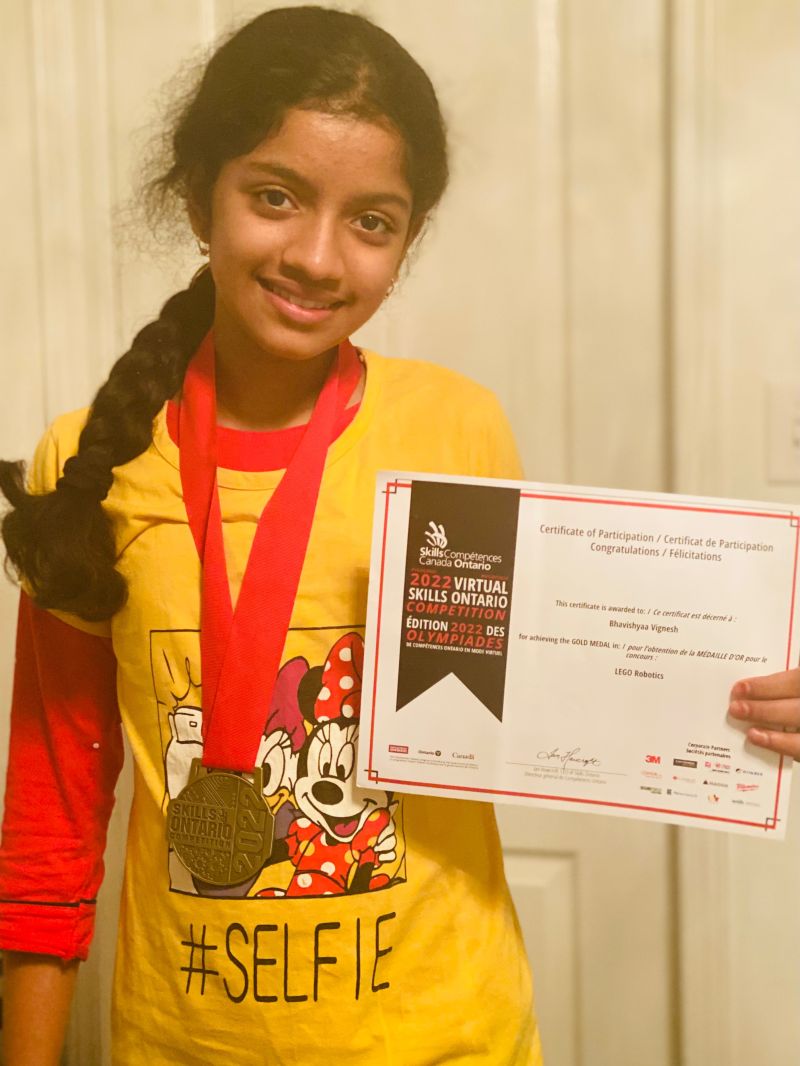 Skills Compétences
Canada Ontario
2022 VIRTUAL
SKILLS ONTARIO
COMPETITION
ÉDITION 2022 DES
OLYMPIADES
DE COMPÉTENCES ONTARIO EN MODE VIRTUEL
Certificate of Participation / Certificat de Participation
Congratulations / Félicitations
This certificate is awarded to: / Ce certificat est décerné à :
Bhavishyaa Vignesh
for achieving the GOLD MEDAL in: / pour l'obtention de la MÉDAILLE D'OR pour le
concours :
LEGO Robotics
Ontario
Canada
Corporate Partners
Sociétés partenaires
3M
SKILLS
ONTARIO
COMPETITION
2022
#SELFIE